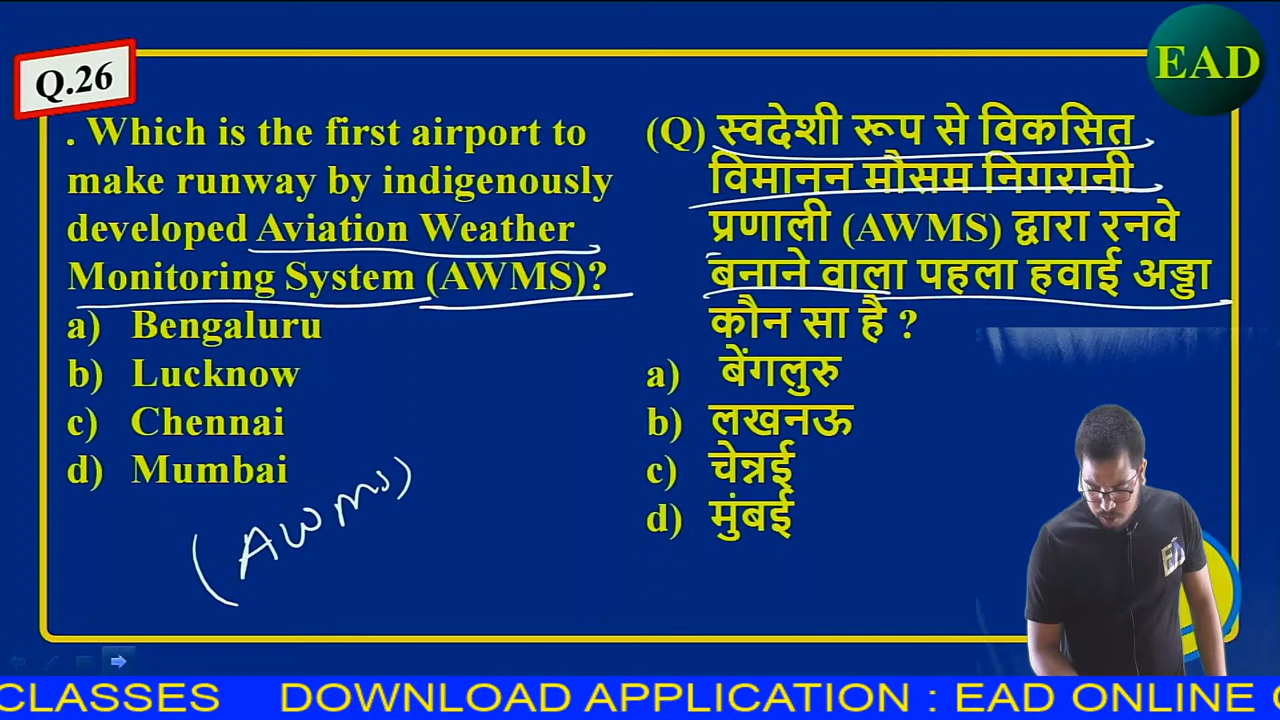 Q.26
EAD
. Which is the first airport to
make runway by indigenously
developed Aviation Weather
Monitoring System (AWMS)?
a) Bengaluru
b) Lucknow
c) Chennai
d) Mumbai
(AWMS)
(Q) स्वदेशी रूप से विकसित
विमानन मौसम निगरानी
प्रणाली (AWMS) द्वारा रनवे
बनाने वाला पहला हवाई अड्डा
कौन सा है ?
a) बेंगलुरु
b) लखनऊ
c) चेन्नई
d) मुंबई
CLASSES DOWNLOAD APPLICATION : EAD ONLINE